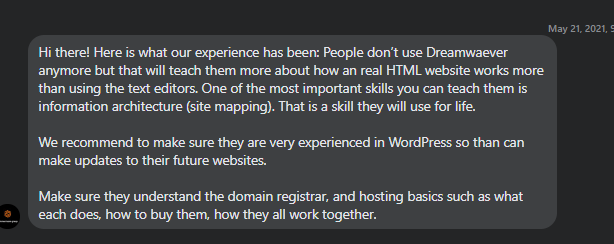 May 21, 2021, 9
Hi there! Here is what our experience has been: People don't use Dreamwaever
anymore but that will teach them more about how an real HTML website works more
than using the text editors. One of the most important skills you can teach them is
information architecture (site mapping). That is a skill they will use for life.
We recommend to make sure they are very experienced in WordPress so than can
make updates to their future websites.
Make sure they understand the domain registrar, and hosting basics such as what
each does, how to buy them, how they all work together.